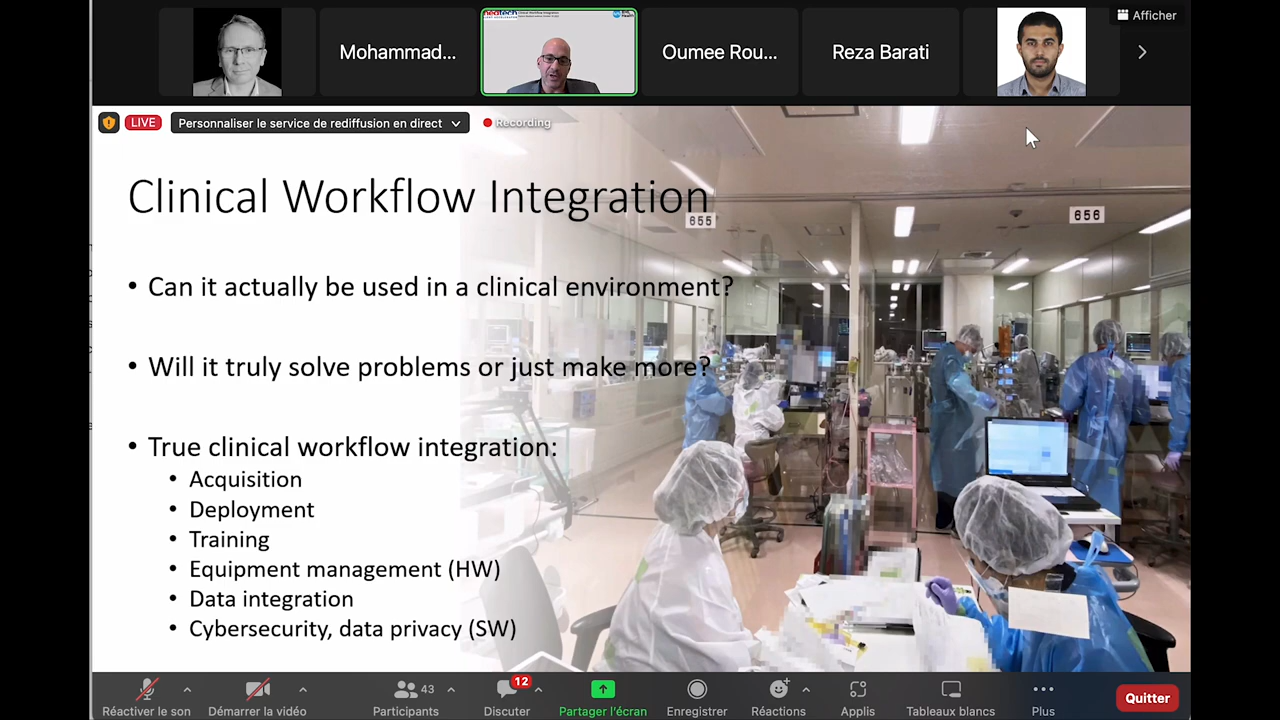 Mohammad...
Clinical Workflow Integration
Oumee Rou...
Reza Barati
Afficher
LIVE
Personnaliser le service de rediffusion en direct
Recording
Clinical Workflow Integration
655
656
• Can it actually be used in a clinical environment?
• Will it truly solve problems or just make more?
• True clinical workflow integration:
• Acquisition
• Deployment
• Training
• Equipment management (HW)
• Data integration
• Cybersecurity, data privacy (SW)
43
12
Réactiver le son
Démarrer la vidéo
Participants
Discuter
Partager l'écran
Enregistrer
Réactions
Applis
Tableaux blancs
Plus
Quitter